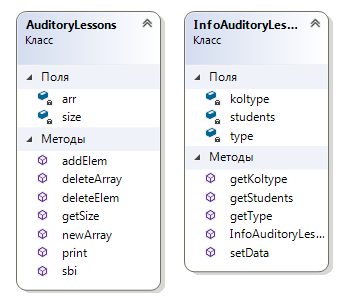 AuditoryLessons
Класс
Поля
arr
size
Методы
addElem
deleteArray
deleteElem
getSize
newArray
print
sbi
InfoAuditoryLes...
Класс
Поля
koltype
students
type
Методы
getKoltype
getStudents
getType
InfoAuditoryLes...
setData